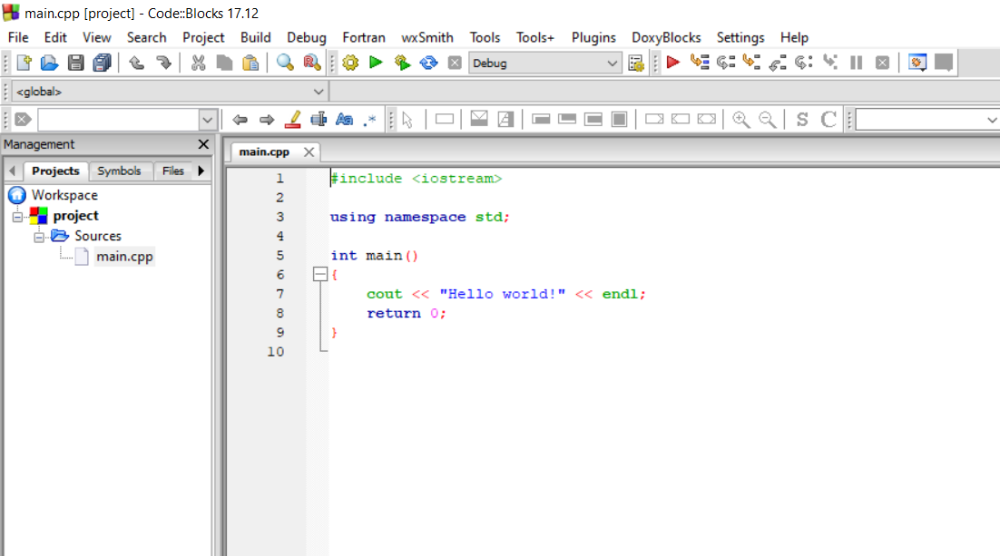 main.cpp [project] - Code::Blocks 17.12
File Edit View Search Project Build Debug Fortran wxSmith Tools Tools+ Plugins DoxyBlocks Settings Help
Debug
<global>
Management
main.cpp
Projects Symbols Files
Workspace
project
Sources
main.cpp
1 #include <iostream>
2
3 using namespace std;
4
5 int main()
6 {
7 cout << "Hello world!" << endl;
8 return 0;
9 }
10